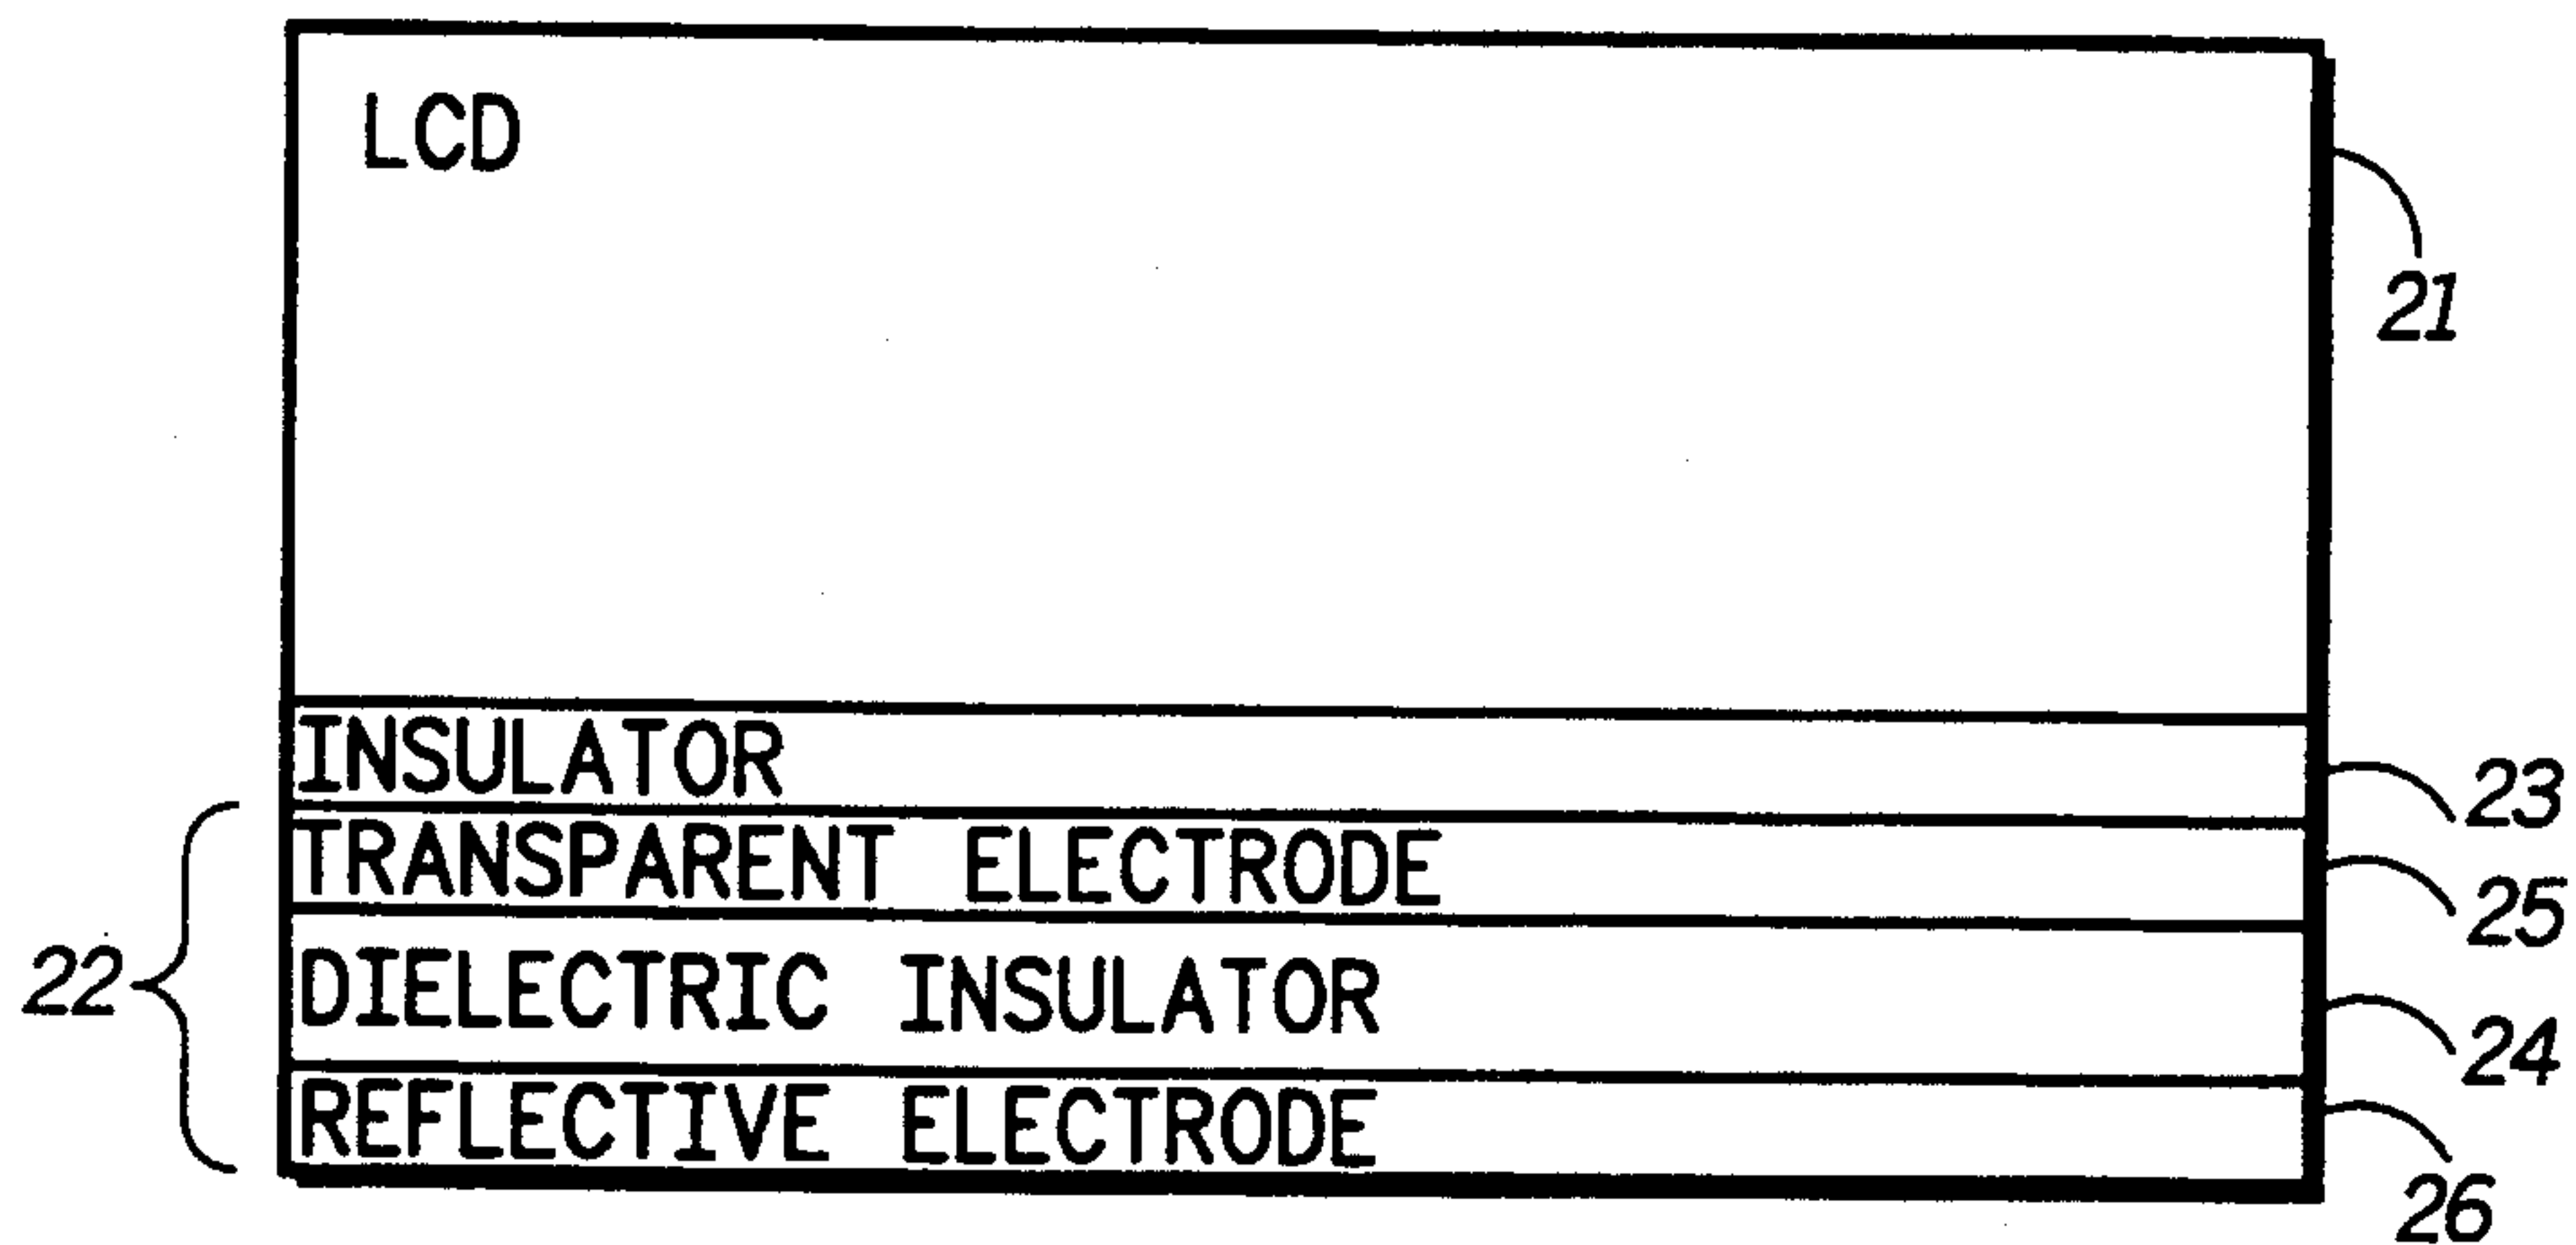 LCD
21
INSULATOR
23
TRANSPARENT ELECTRODE
25
22
DIELECTRIC INSULATOR
24
REFLECTIVE ELECTRODE
26